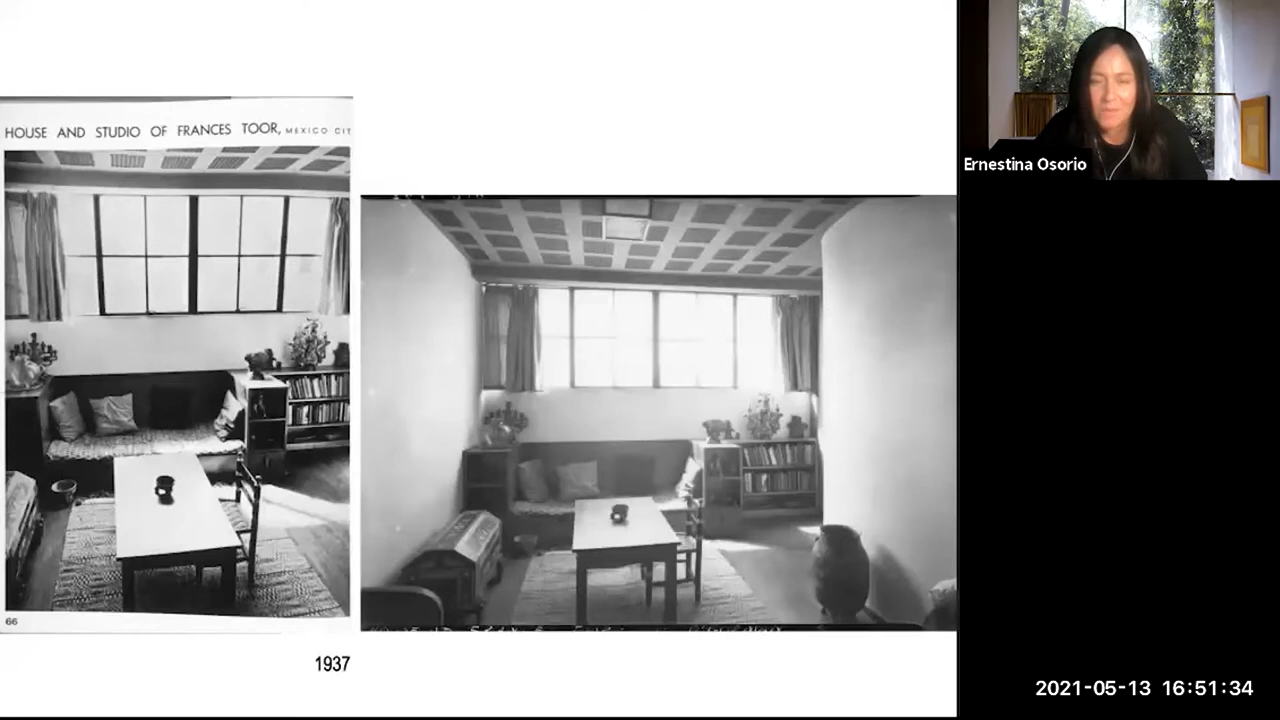 HOUSE AND STUDIO OF FRANCES TOOR, MEXICO CIT
66
1937
Ernestina Osorio
2021-05-13 16:51:34